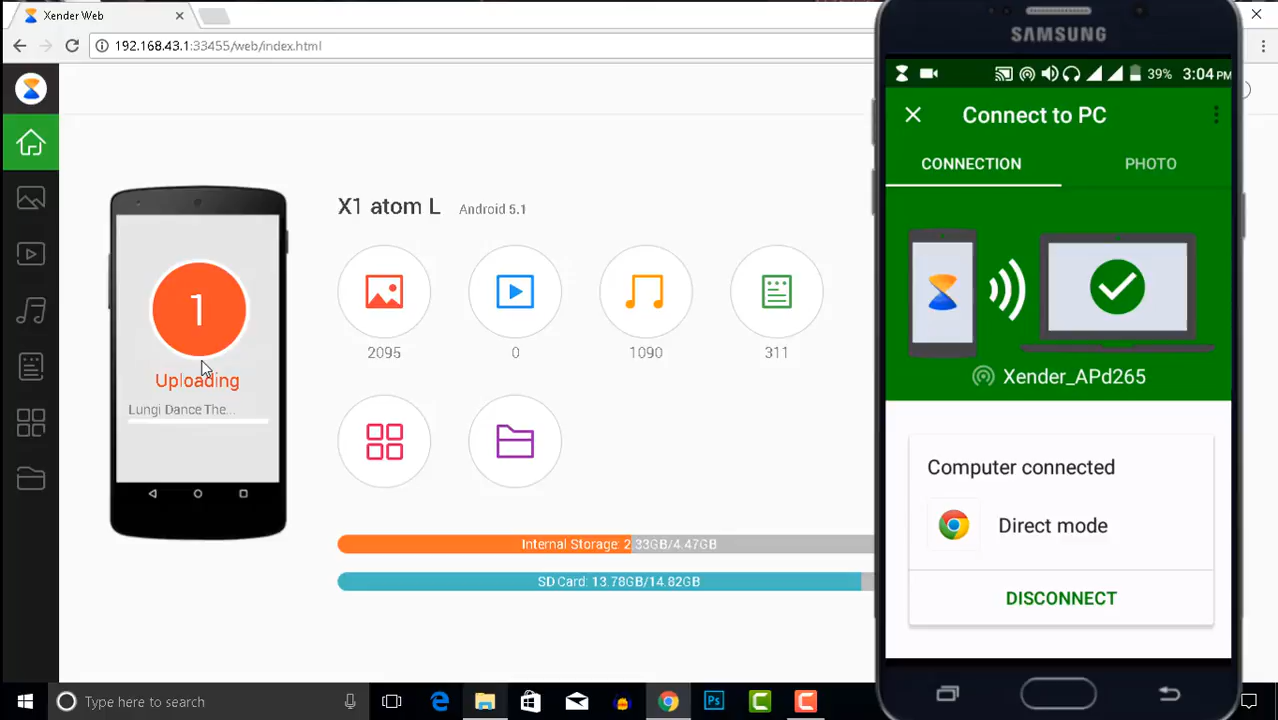 Xender Web
192.168.43.1:33455/web/index.html
1
Uploading
Lungi Dance The...
X1 atom L Android 5.1
2095
0
1090
311
Internal Storage: 2.33GB/4.47GB
SD Card: 13.78GB/14.82GB
SAMSUNG
39% 3:04 PM
Connect to PC
CONNECTION PHOTO
Xender_APd265
Computer connected
Direct mode
DISCONNECT
Type here to search
Ps